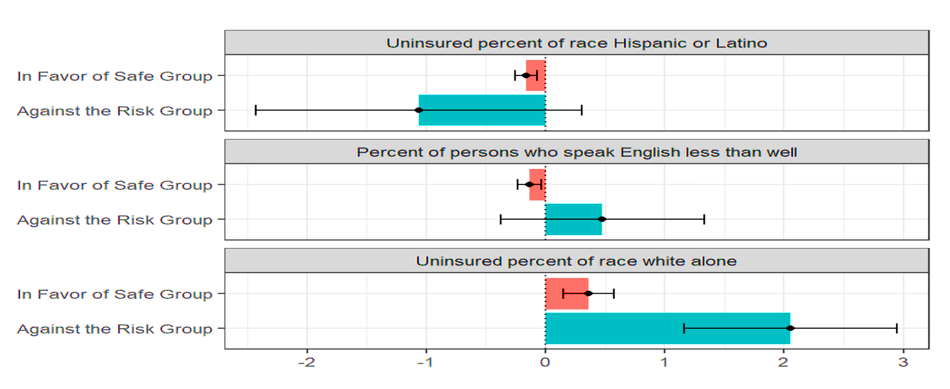 Uninsured percent of race Hispanic or Latino
In Favor of Safe Group
Against the Risk Group
Percent of persons who speak English less than well
In Favor of Safe Group
Against the Risk Group
Uninsured percent of race white alone
In Favor of Safe Group
Against the Risk Group
-2 -1 0 1 2 3